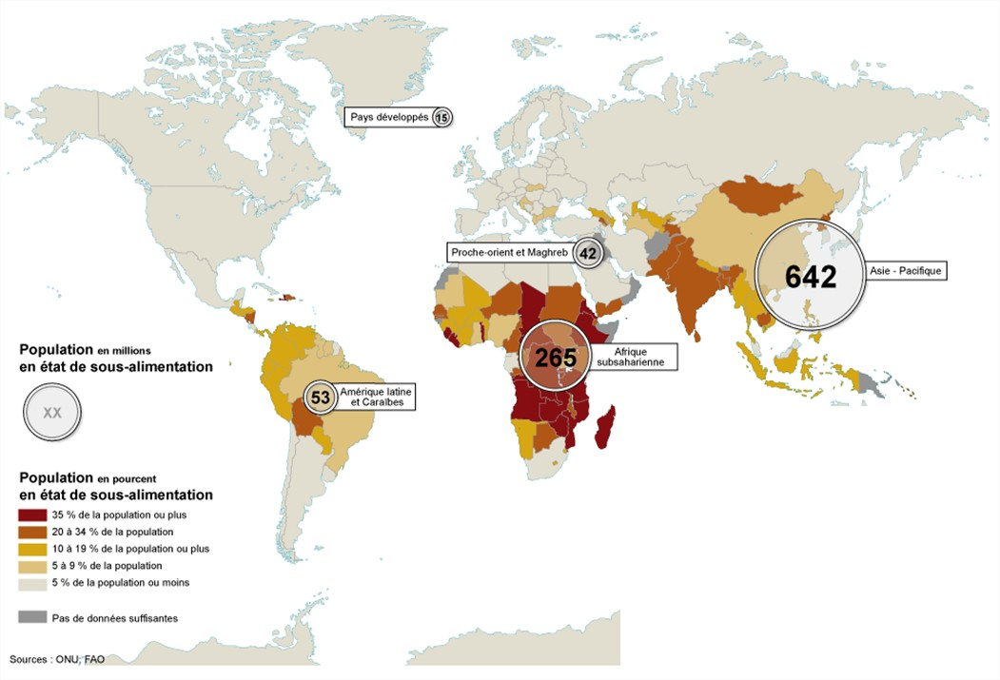 Pays développés 15
Proche-orient et Maghreb 42
642 Asie - Pacifique
265 Afrique
subsaharienne
53 Amérique latine
et Caraïbes
Population en millions
en état de sous-alimentation
XX
Population en pourcent
en état de sous-alimentation
35 % de la population ou plus
20 à 34 % de la population
10 à 19 % de la population ou plus
5 à 9 % de la population
5 % de la population ou moins
Pas de données suffisantes
Sources : ONU, FAO